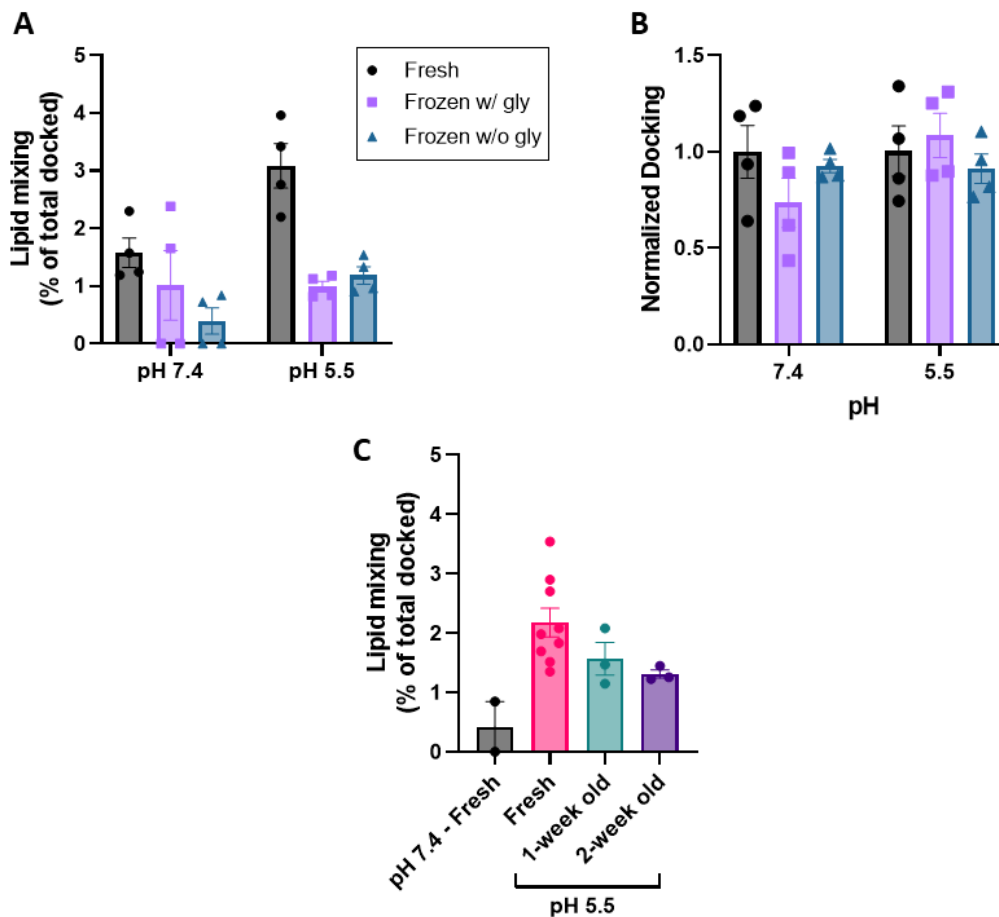 A
5
4
3
2
1
0
Lipid mixing
(% of total docked)
Fresh
Frozen w/ gly
Frozen w/o gly
pH 7.4
pH 5.5
B
1.5
1.0
0.5
0.0
Normalized Docking
7.4
5.5
pH
C
5
4
3
2
1
0
Lipid mixing
(% of total docked)
pH 7.4 - Fresh
Fresh
1-week old
2-week old
pH 5.5